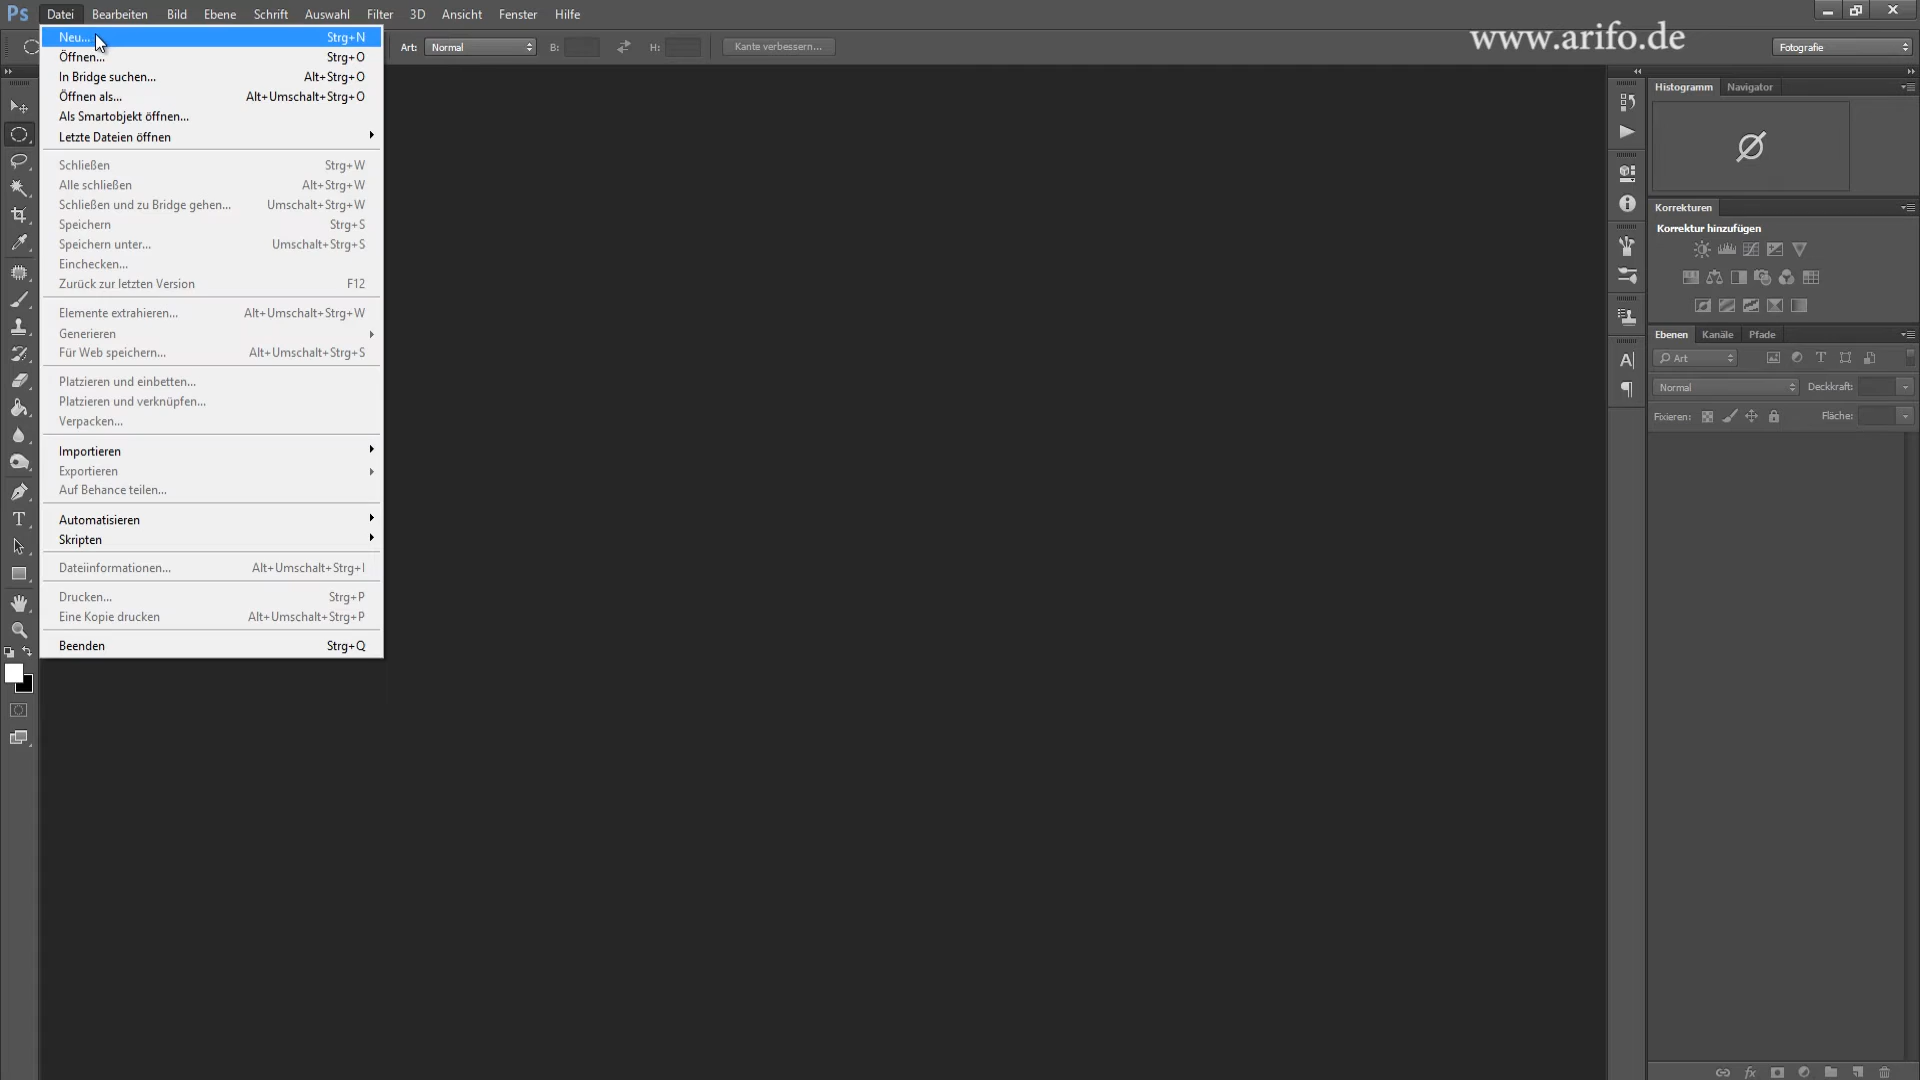 Ps Datei Bearbeiten Bild Ebene Schrift Auswahl Filter 3D Ansicht Fenster Hilfe
www.arifo.de
Art: Normal B: H: Kante verbessern... Fotografie
Neu... Strg+N
Öffnen... Strg+O
In Bridge suchen... Alt+Strg+O
Öffnen als... Alt+Umschalt+Strg+O
Als Smartobjekt öffnen...
Letzte Dateien öffnen
Schließen Strg+W
Alle schließen Alt+Strg+W
Schließen und zu Bridge gehen... Umschalt+Strg+W
Speichern Strg+S
Speichern unter... Umschalt+Strg+S
Einchecken...
Zurück zur letzten Version F12
Elemente extrahieren... Alt+Umschalt+Strg+W
Generieren
Für Web speichern... Alt+Umschalt+Strg+S
Platzieren und einbetten...
Platzieren und verknüpfen...
Verpacken...
Importieren
Exportieren
Auf Behance teilen...
Automatisieren
Skripten
Dateiinformationen... Alt+Umschalt+Strg+I
Drucken... Strg+P
Eine Kopie drucken Alt+Umschalt+Strg+P
Beenden Strg+Q
Histogramm Navigator
Korrekturen
Korrektur hinzufügen
Ebenen Kanäle Pfade
Art
Normal Deckkraft:
Fixieren: Fläche: